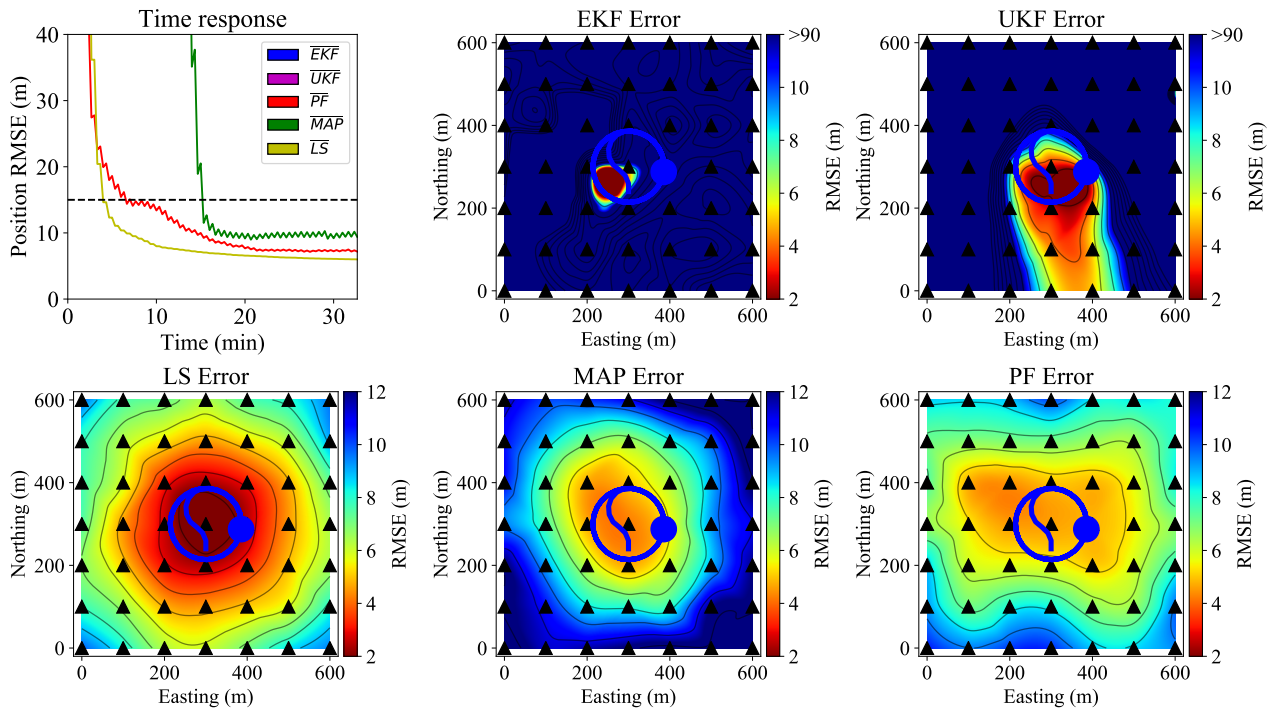 Time response
Position RMSE (m)
40
30
20
10
0
0 10 20 30
Time (min)
EKF
UKF
PF
MAP
LS
EKF Error
Northing (m)
600
400
200
0
0 200 400 600
Easting (m)
>90
10
8
6
4
2
RMSE (m)
UKF Error
Northing (m)
600
400
200
0
0 200 400 600
Easting (m)
>90
10
8
6
4
2
RMSE (m)
LS Error
Northing (m)
600
400
200
0
0 200 400 600
Easting (m)
12
10
8
6
4
2
RMSE (m)
MAP Error
Northing (m)
600
400
200
0
0 200 400 600
Easting (m)
12
10
8
6
4
2
RMSE (m)
PF Error
Northing (m)
600
400
200
0
0 200 400 600
Easting (m)
12
10
8
6
4
2
RMSE (m)